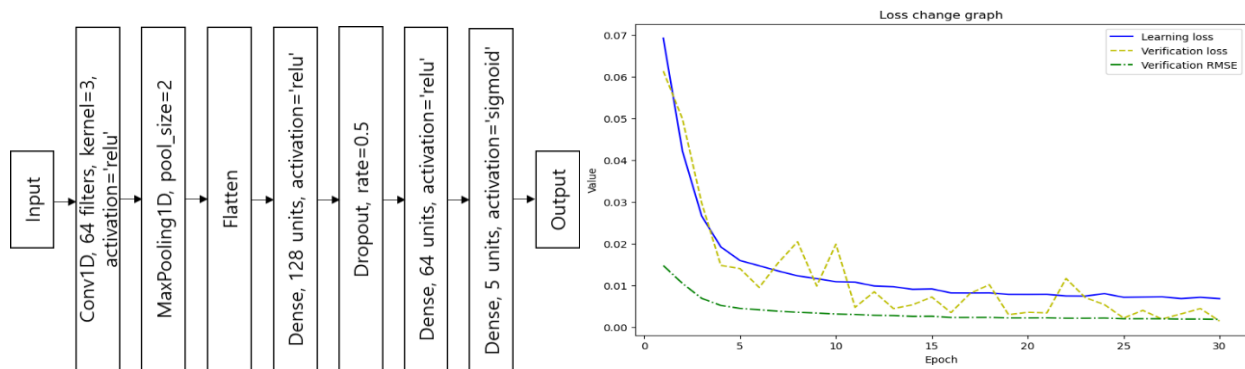 Input
Conv1D, 64 filters, kernel=3,
activation='relu'
MaxPooling1D, pool_size=2
Flatten
Dense, 128 units, activation='relu'
Dropout, rate=0.5
Dense, 64 units, activation='relu'
Dense, 5 units, activation='sigmoid'
Output
Loss change graph
Learning loss
Verification loss
Verification RMSE
Value
0.07
0.06
0.05
0.04
0.03
0.02
0.01
0.00
0 5 10 15 20 25 30
Epoch